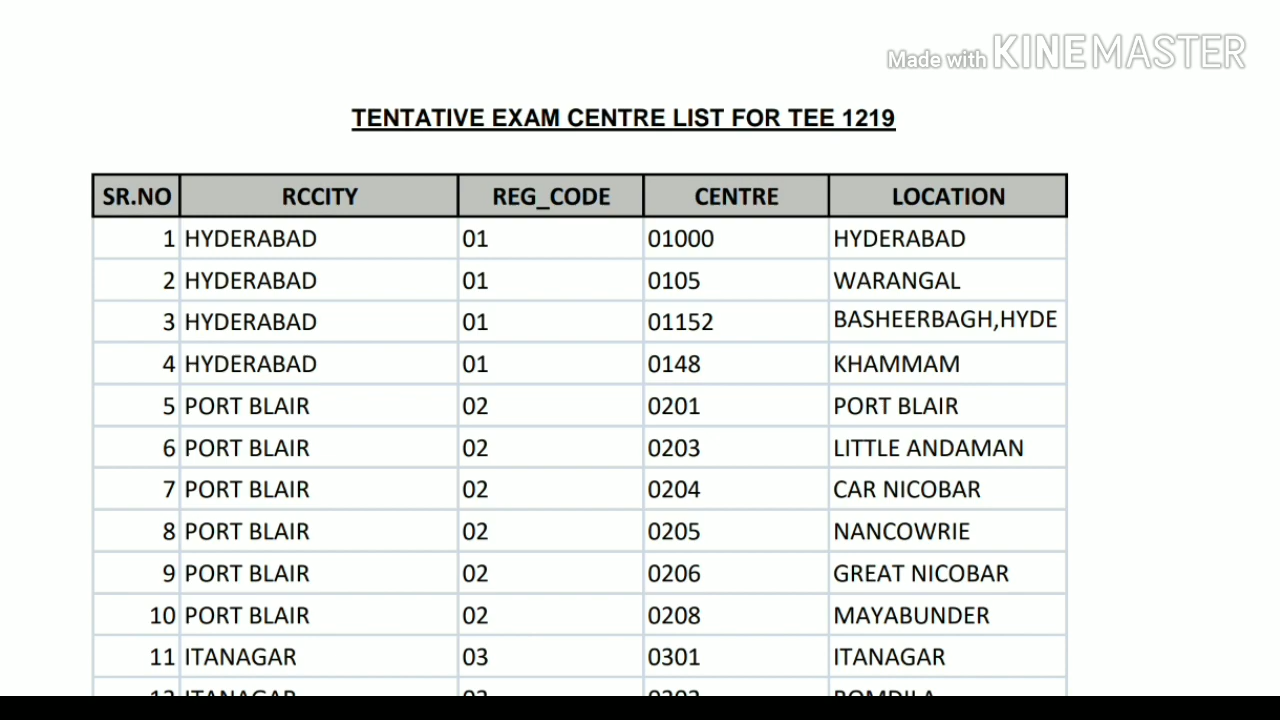 Made with KINEMASTER
TENTATIVE EXAM CENTRE LIST FOR TEE 1219
SR.NO RCCITY REG_CODE CENTRE LOCATION
1 HYDERABAD 01 01000 HYDERABAD
2 HYDERABAD 01 0105 WARANGAL
3 HYDERABAD 01 01152 BASHEERBAGH,HYDE
4 HYDERABAD 01 0148 KHAMMAM
5 PORT BLAIR 02 0201 PORT BLAIR
6 PORT BLAIR 02 0203 LITTLE ANDAMAN
7 PORT BLAIR 02 0204 CAR NICOBAR
8 PORT BLAIR 02 0205 NANCOWRIE
9 PORT BLAIR 02 0206 GREAT NICOBAR
10 PORT BLAIR 02 0208 MAYABUNDER
11 ITANAGAR 03 0301 ITANAGAR
ITANAGAR